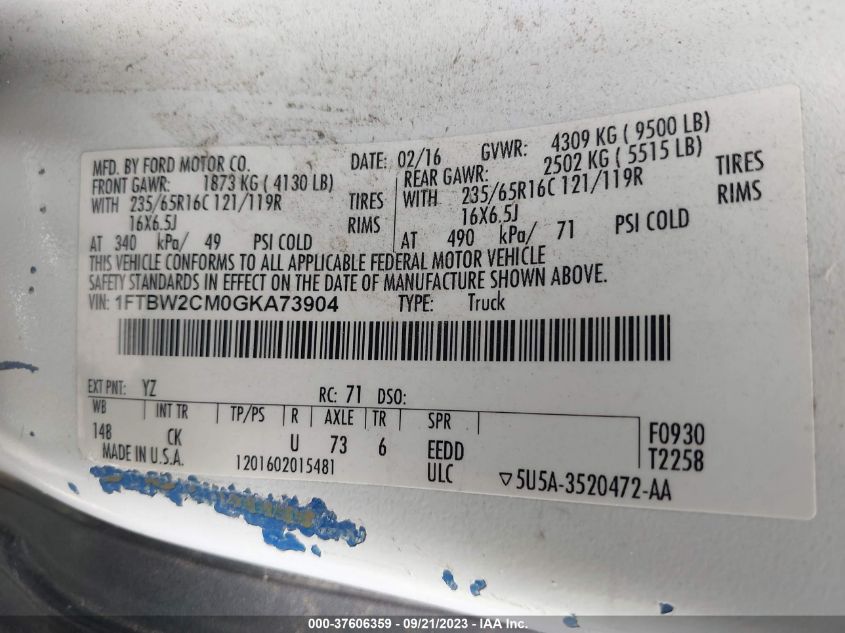 MFD. BY FORD MOTOR CO. DATE: 02/16 GVWR: 4309 KG ( 9500 LB)
FRONT GAWR: 1873 KG ( 4130 LB) REAR GAWR: 2502 KG ( 5515 LB)
WITH 235/65R16C 121/119R TIRES WITH 235/65R16C 121/119R TIRES
16X6.5J RIMS 16X6.5J RIMS
AT 340 kPa/ 49 PSI COLD AT 490 kPa/ 71 PSI COLD
THIS VEHICLE CONFORMS TO ALL APPLICABLE FEDERAL MOTOR VEHICLE
SAFETY STANDARDS IN EFFECT ON THE DATE OF MANUFACTURE SHOWN ABOVE.
VIN: 1FTBW2CM0GKA73904 TYPE: Truck
EXT PNT: YZ RC: 71 DSO:
WB INT TR TP/PS R AXLE TR SPR
148 CK U 73 6 EEDD F0930
MADE IN U.S.A. 1201602015481 ULC T2258
▽5U5A-3520472-AA
000-37606359 - 09/21/2023 - IAA Inc.